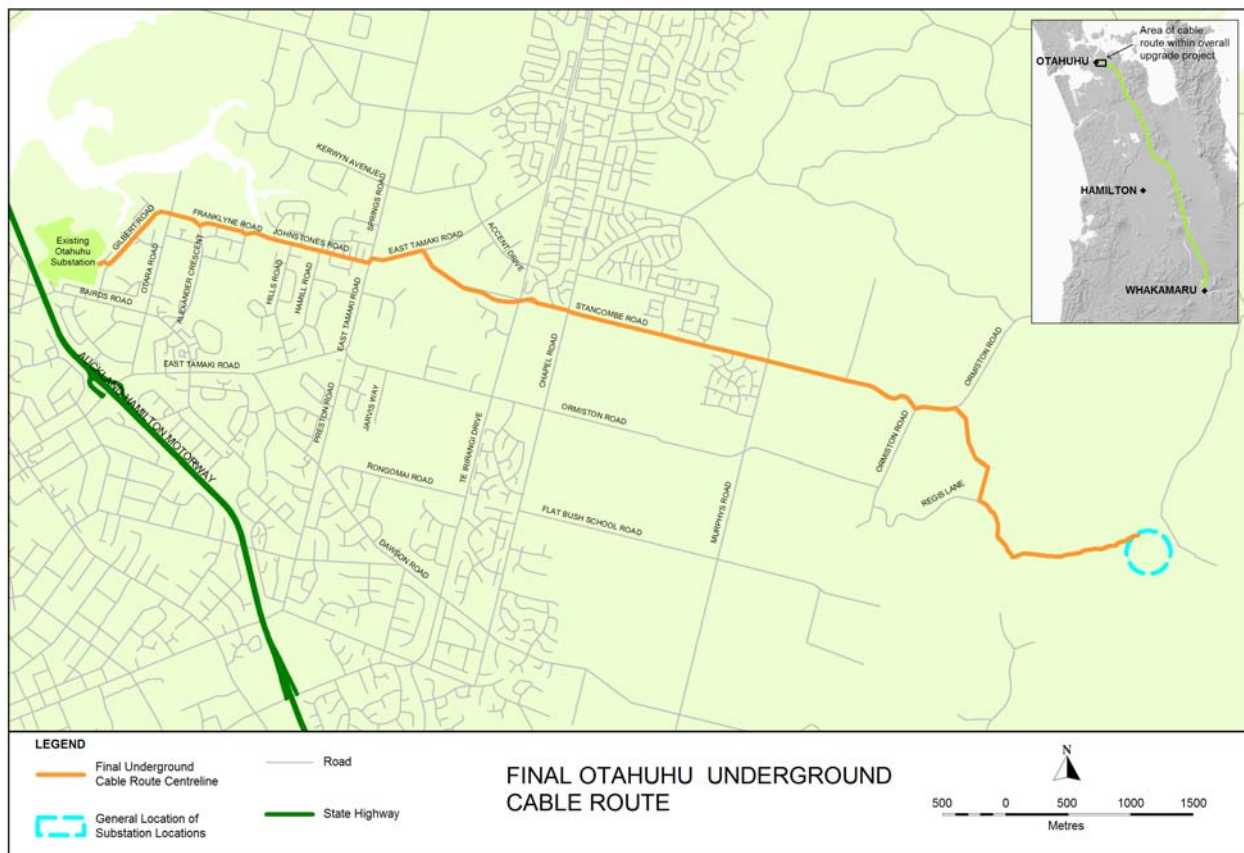 Area of cable
route within overall
upgrade project
OTAHUHU
HAMILTON
WHAKAMARU
KERWYN AVENUEO
SPRINGS ROAD
GILBERT ROAD
FRANKLYNE ROAD
JOHNSTONES ROAD
EAST TAMAKI ROAD
ACCENT DRIVE
Existing
Otahuhu
Substation
OTARA ROAD
ALEXANDER CRESCENT
HILLS ROAD
HAMILL ROAD
BAIRDS ROAD
EAST TAMAKI ROAD
STANCOMBE ROAD
EAST TAMAKI ROAD
CHAPEL ROAD
ORMISTON ROAD
AUCKLAND HAMILTON MOTORWAY
PRESTON ROAD
JARVIS WAY
TE IRIRANGI DRIVE
ORMISTON ROAD
ORMISTON ROAD
RONGOMAI ROAD
REGIS LANE
FLAT BUSH SCHOOL ROAD
MURPHYS ROAD
DAWSON ROAD
LEGEND
Final Underground
Cable Route Centreline
Road
General Location of
Substation Locations
State Highway
FINAL OTAHUHU UNDERGROUND
CABLE ROUTE
N
500 0 500 1000 1500
Metres